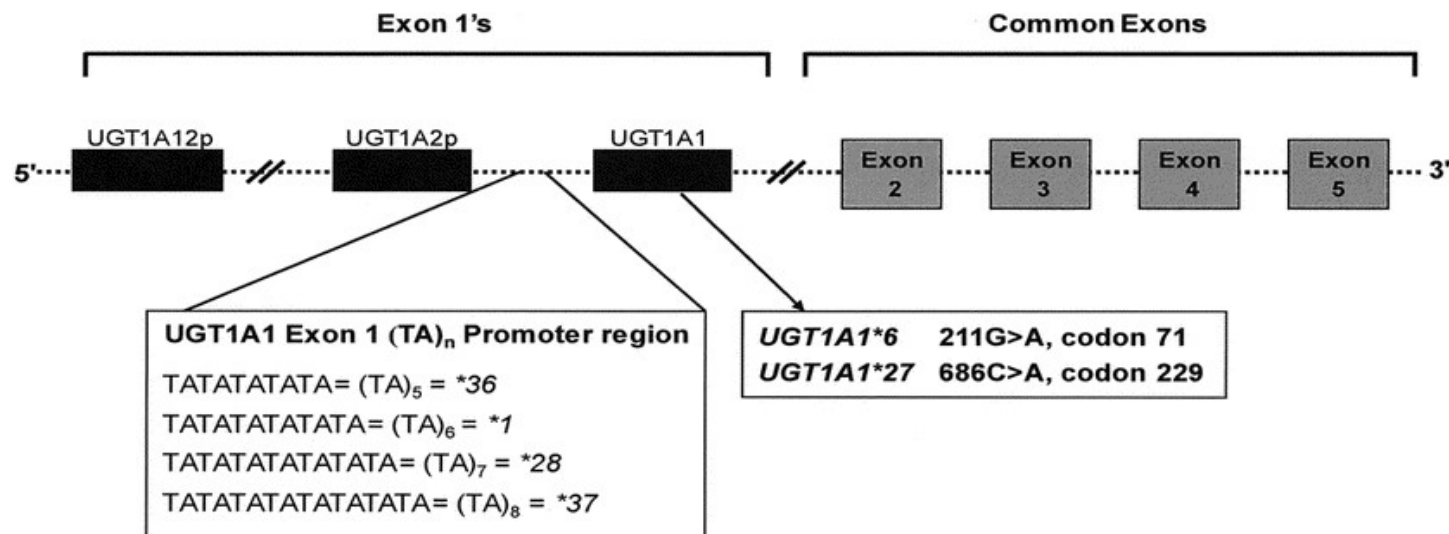 Exon 1's Common Exons
UGT1A12p UGT1A2p UGT1A1
5' Exon 2 Exon 3 Exon 4 Exon 5 3'
UGT1A1 Exon 1 (TA)n Promoter region
TATATATATA= (TA)5 = *36
TATATATATATA= (TA)6 = *1
TATATATATATATA= (TA)7 = *28
TATATATATATATATA= (TA)8 = *37
UGT1A1*6 211G>A, codon 71
UGT1A1*27 686C>A, codon 229